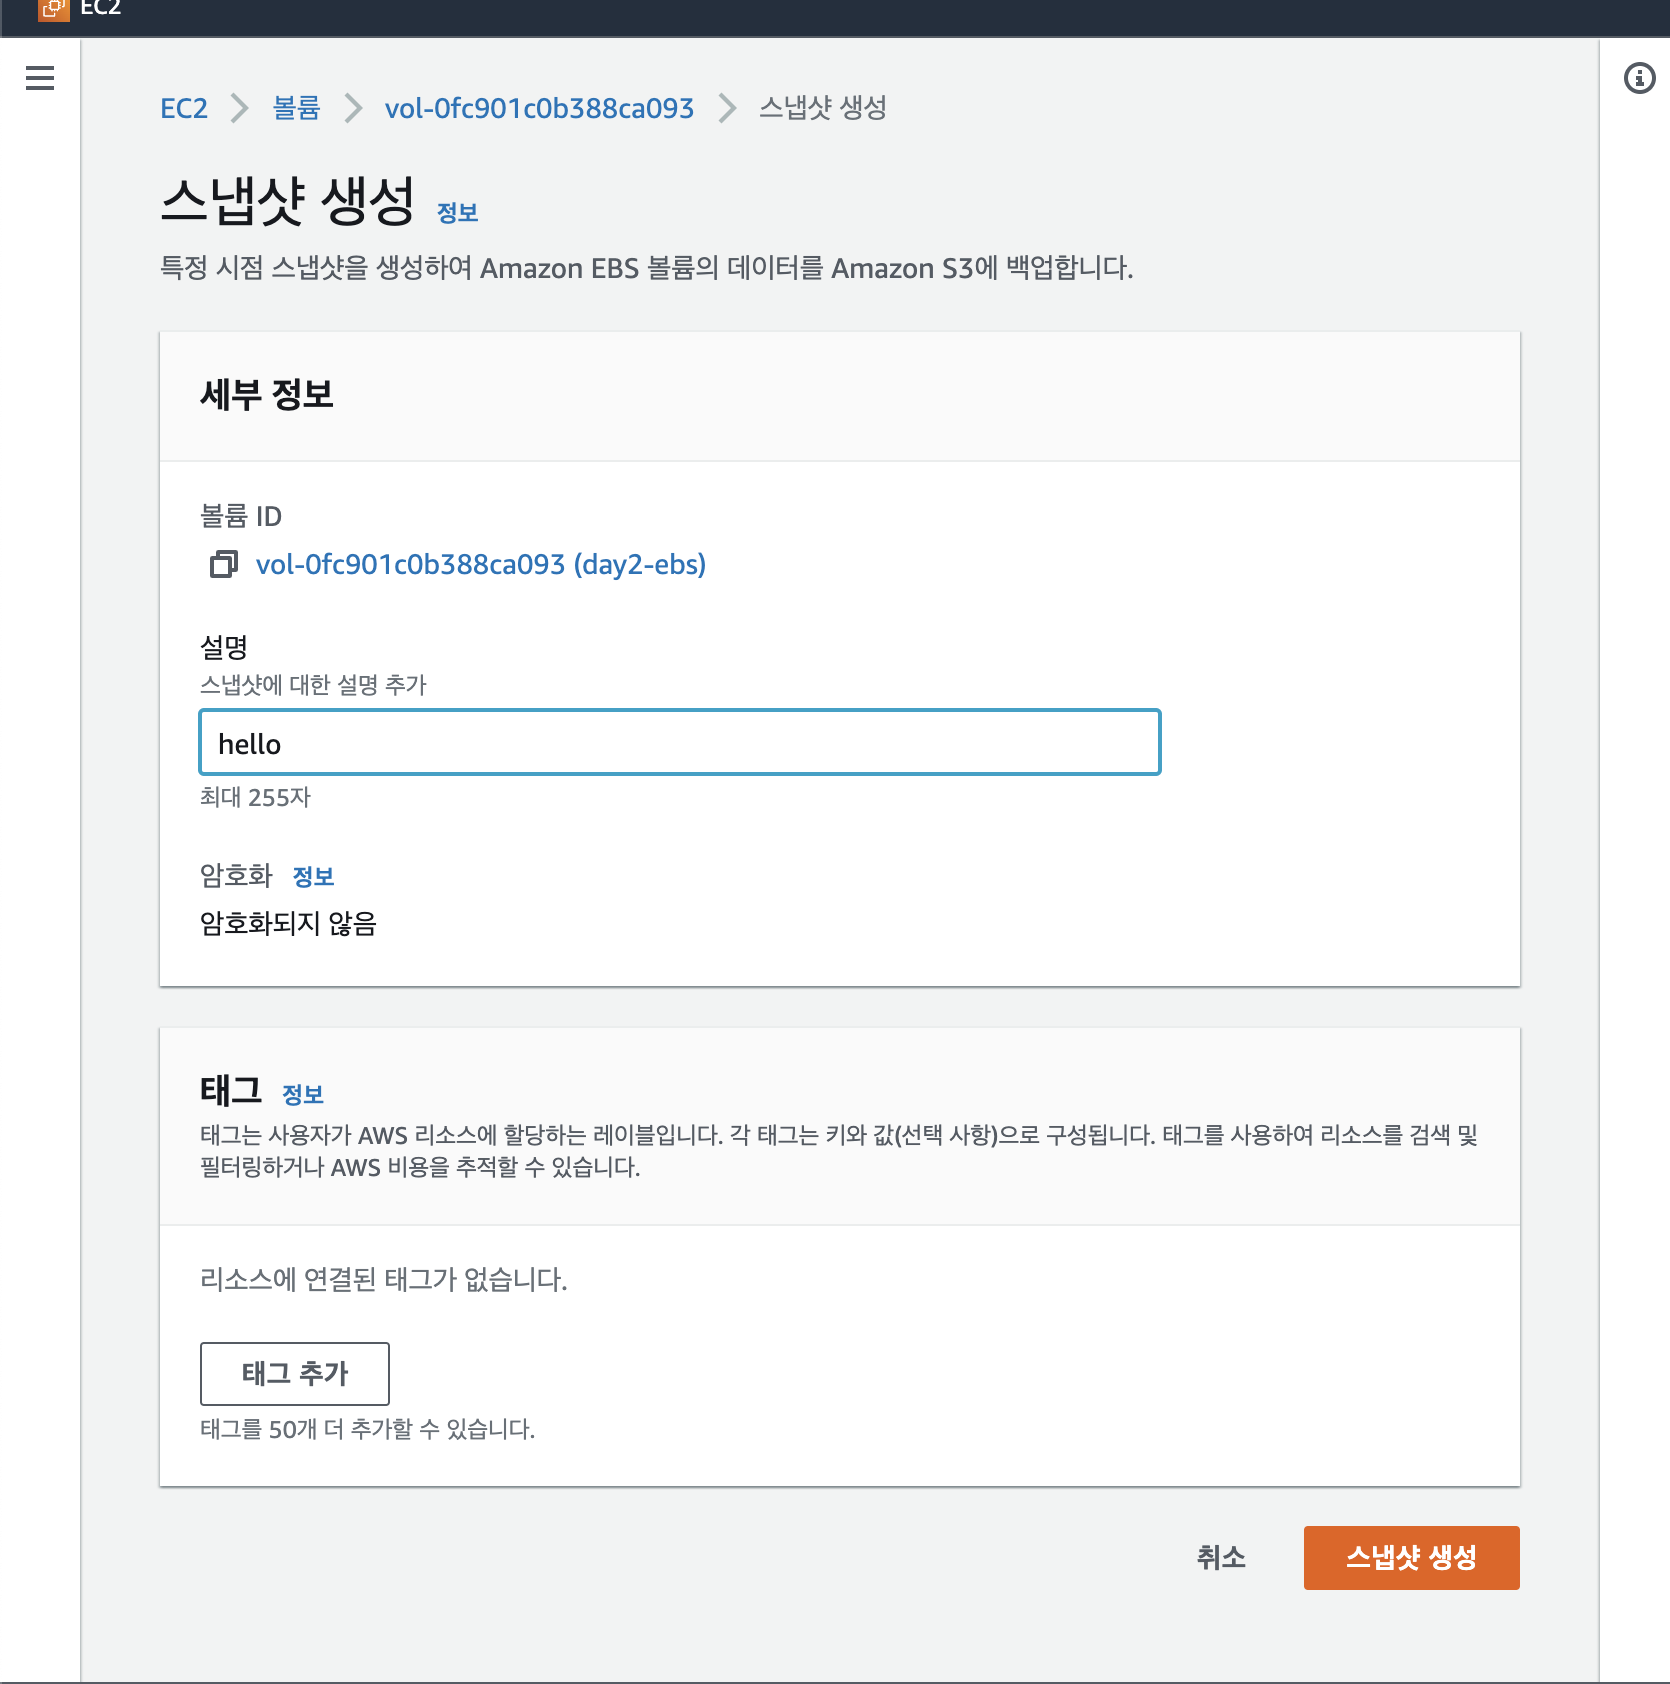 EC2
EC2 > 볼륨 > vol-0fc901c0b388ca093 > 스냅샷 생성
스냅샷 생성 정보
특정 시점 스냅샷을 생성하여 Amazon EBS 볼륨의 데이터를 Amazon S3에 백업합니다.
세부 정보
볼륨 ID
vol-0fc901c0b388ca093 (day2-ebs)
설명
스냅샷에 대한 설명 추가
hello
최대 255자
암호화 정보
암호화되지 않음
태그 정보
태그는 사용자가 AWS 리소스에 할당하는 레이블입니다. 각 태그는 키와 값(선택 사항)으로 구성됩니다. 태그를 사용하여 리소스를 검색 및
필터링하거나 AWS 비용을 추적할 수 있습니다.
리소스에 연결된 태그가 없습니다.
태그 추가
태그를 50개 더 추가할 수 있습니다.
취소 스냅샷 생성